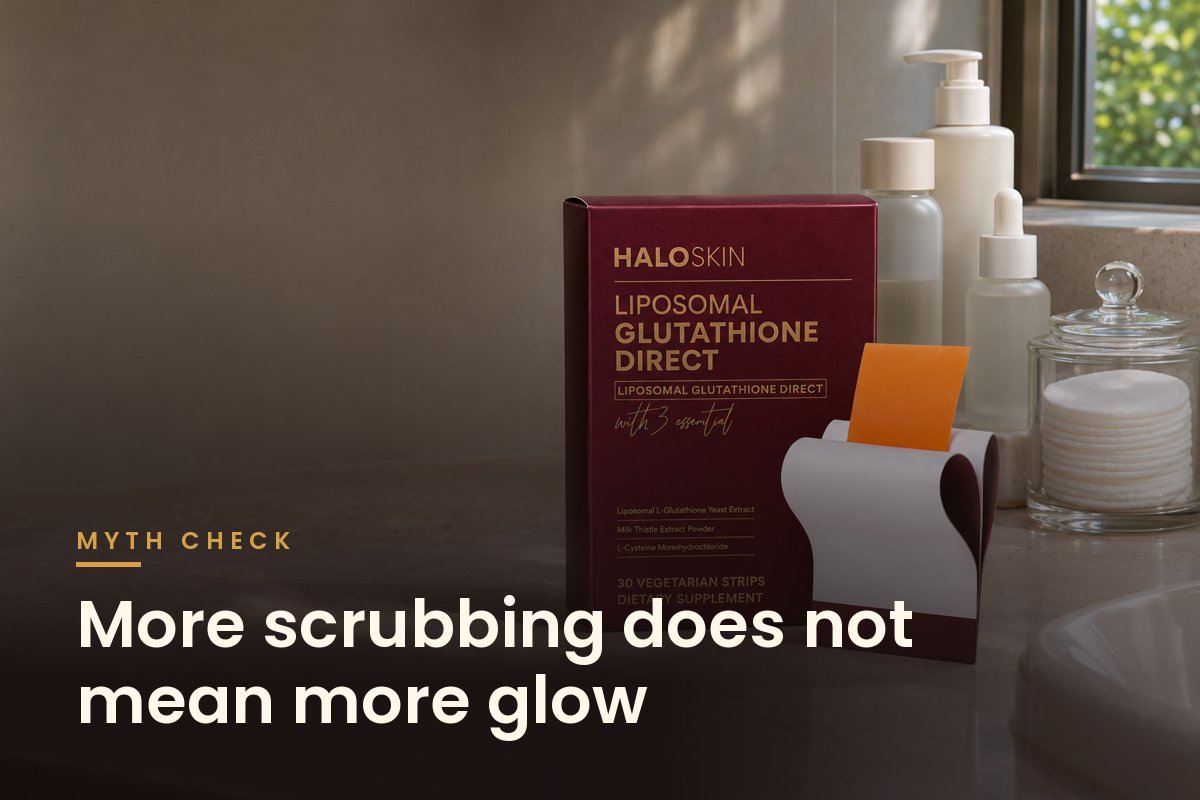 HALOSKIN
LIPOSOMAL
GLUTATHIONE
DIRECT
LIPOSOMAL GLUTATHIONE DIRECT
with 3 essential
Liposomal L-Glutathione Yeast Extract
Milk Thistle Extract Powder
L-Cysteine Monohydrochloride
30 VEGETARIAN STRIPS
DIETARY SUPPLEMENT
MYTH CHECK
More scrubbing does not
mean more glow